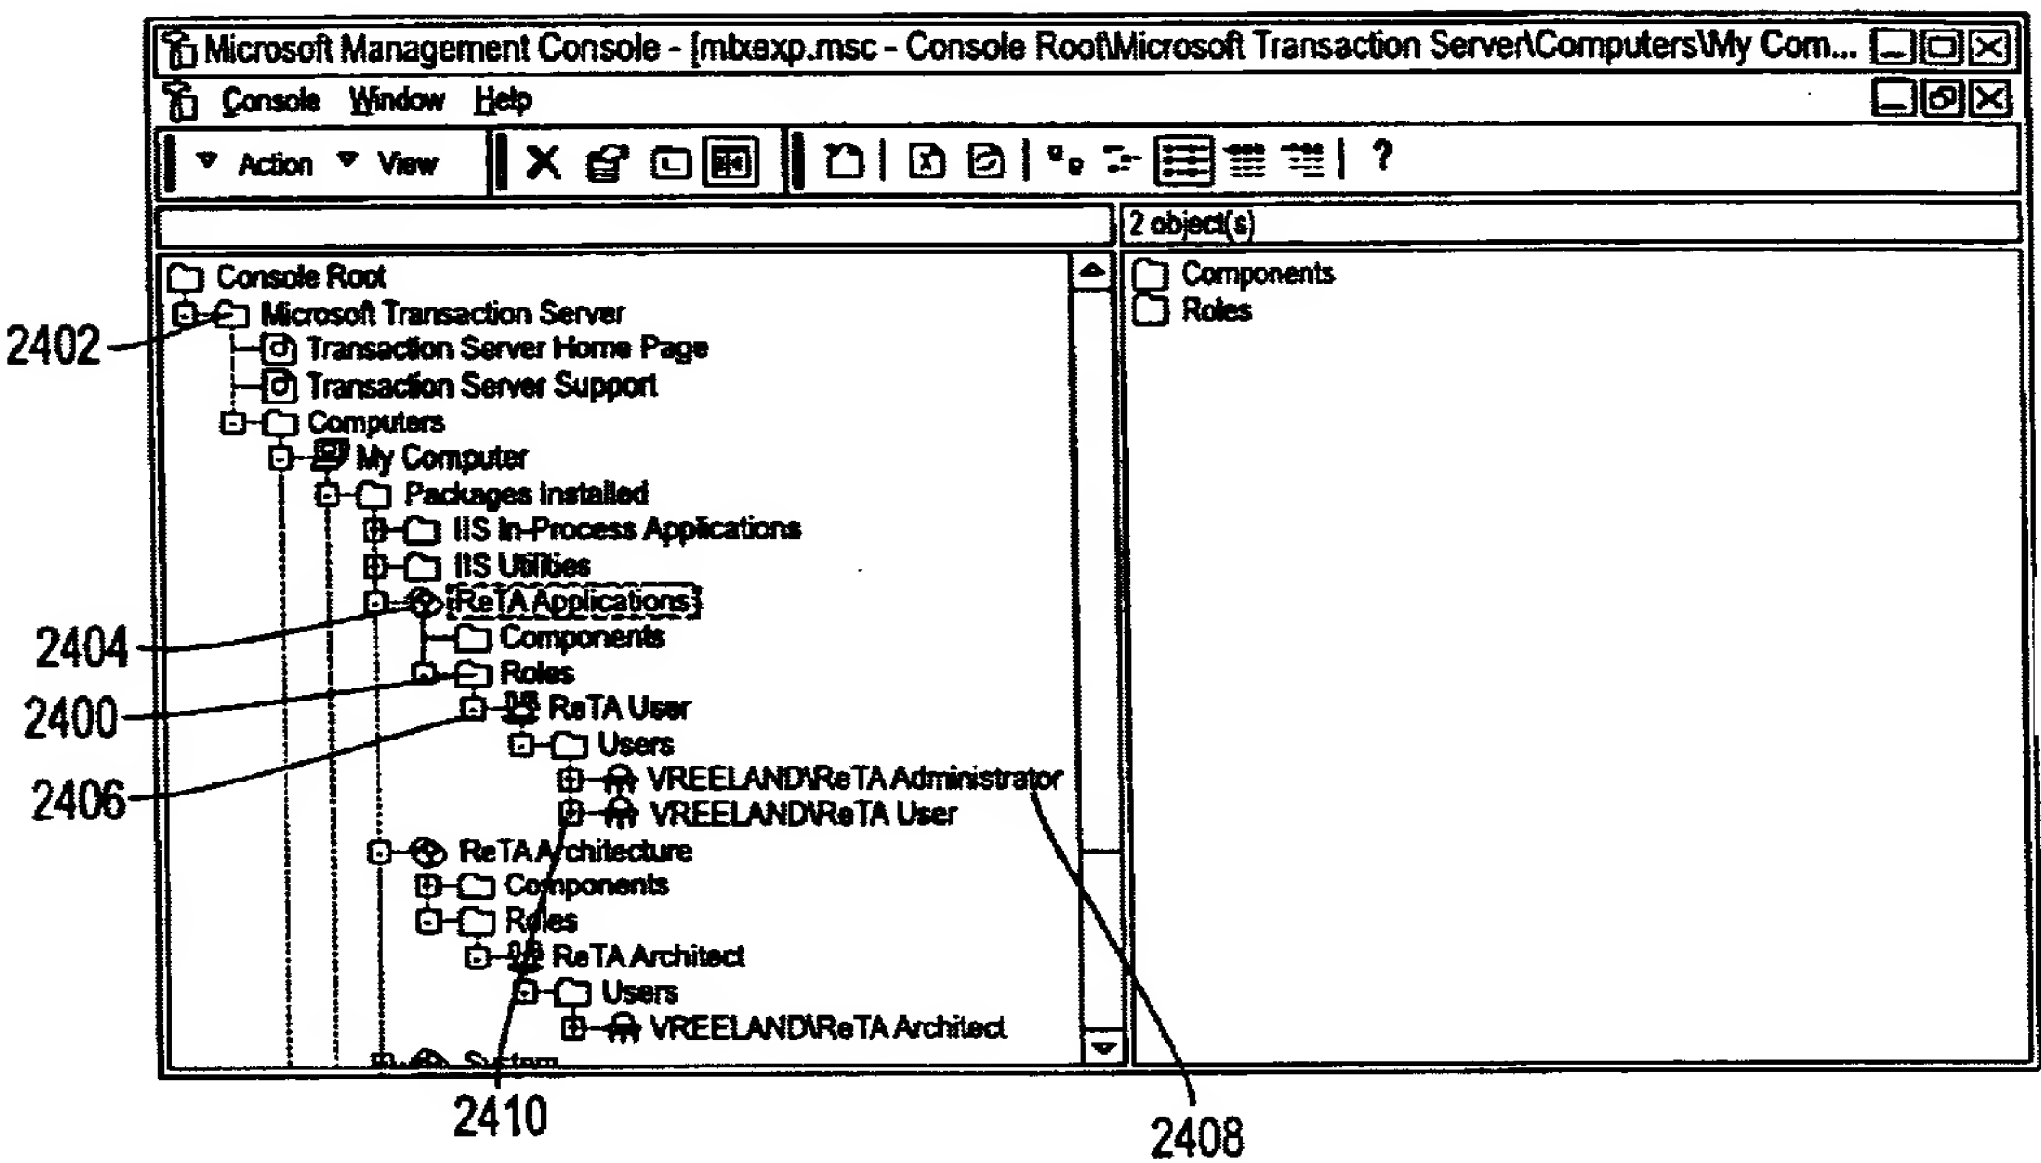 Microsoft Management Console - [mtxexp.msc - Console Root\Microsoft Transaction Server\Computers\My Com...
Console Window Help
Action View ?
2 object(s)
Console Root
Microsoft Transaction Server
Transaction Server Home Page
Transaction Server Support
Computers
My Computer
Packages Installed
IIS In-Process Applications
IIS Utilities
ReTA Applications
Components
Roles
ReTA User
Users
VREELAND\ReTA Administrator
VREELAND\ReTA User
ReTA Architecture
Components
Roles
ReTA Architect
Users
VREELAND\ReTA Architect
System
Components
Roles
2402
2404
2400
2406
2410
2408